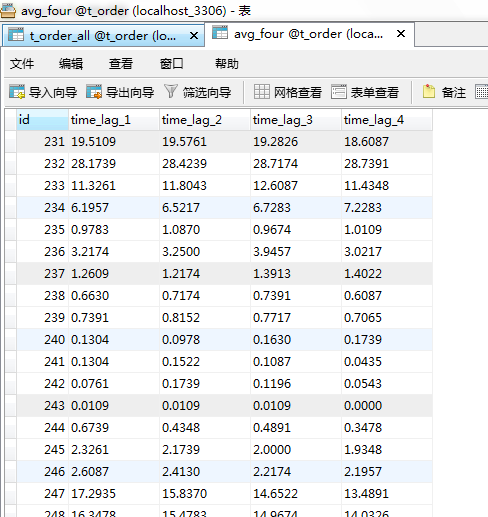 avg_four @t_order (localhost_3306) - 表
t_order_all @t_order (lo... avg_four @t_order (loca...
文件 编辑 查看 窗口 帮助
导入向导 导出向导 筛选向导 网格查看 表单查看 备注
id time_lag_1 time_lag_2 time_lag_3 time_lag_4
231 19.5109 19.5761 19.2826 18.6087
232 28.1739 28.4239 28.7174 28.7391
233 11.3261 11.8043 12.6087 11.4348
234 6.1957 6.5217 6.7283 7.2283
235 0.9783 1.0870 0.9674 1.0109
236 3.2174 3.2500 3.9457 3.0217
237 1.2609 1.2174 1.3913 1.4022
238 0.6630 0.7174 0.7391 0.6087
239 0.7391 0.8152 0.7717 0.7065
240 0.1304 0.0978 0.1630 0.1739
241 0.1304 0.1522 0.1087 0.0435
242 0.0761 0.1739 0.1196 0.0543
243 0.0109 0.0109 0.0109 0.0000
244 0.6739 0.4348 0.4891 0.3478
245 2.3261 2.1739 2.0000 1.9348
246 2.6087 2.4130 2.2174 2.1957
247 17.2935 15.8370 14.6522 13.4891
248 16.3478 15.4783 14.9674 14.0326